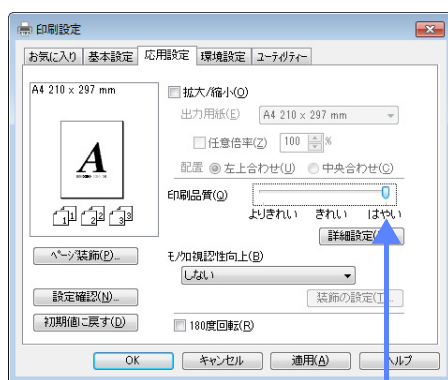 印刷設定
お気に入り 基本設定 応用設定 環境設定 ユーティリティー
A4 210 x 297 mm
A
1 1 2 2 3 3
ページ装飾(P)...
設定確認(N)...
初期値に戻す(D)
拡大/縮小(O)
出力用紙(E) A4 210 x 297 mm
任意倍率(Z) 100 %
配置 左上合わせ(U) 中央合わせ(C)
印刷品質(Q)
よりきれい きれい はやい
詳細設定
モノクロ視認性向上(B)
しない
装飾の設定(T)...
180度回転(R)
OK キャンセル 適用(A) ヘルプ